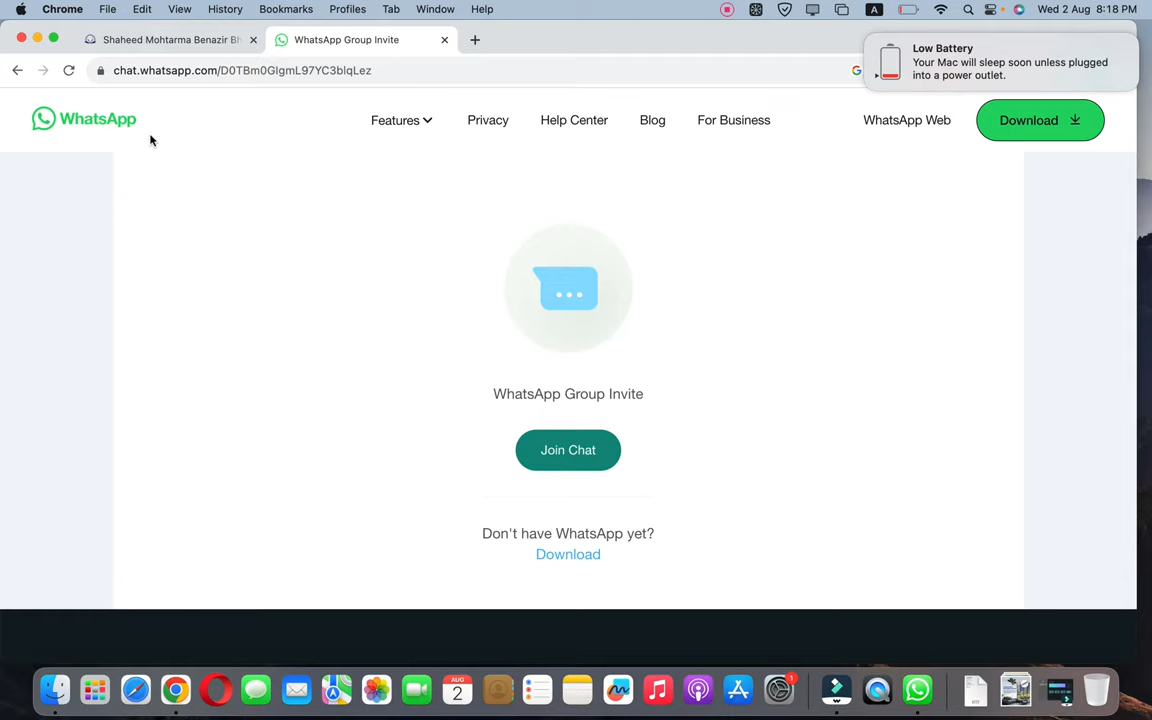 Chrome File Edit View History Bookmarks Profiles Tab Window Help A Wed 2 Aug 8:18 PM
Shaheed Mohtarma Benazir Bh WhatsApp Group Invite
Low Battery
Your Mac will sleep soon unless plugged
into a power outlet.
chat.whatsapp.com/D0TBm0GIgmL97YC3blqLez
WhatsApp Features Privacy Help Center Blog For Business WhatsApp Web Download
WhatsApp Group Invite
Join Chat
Don't have WhatsApp yet?
Download
AUG
2
1